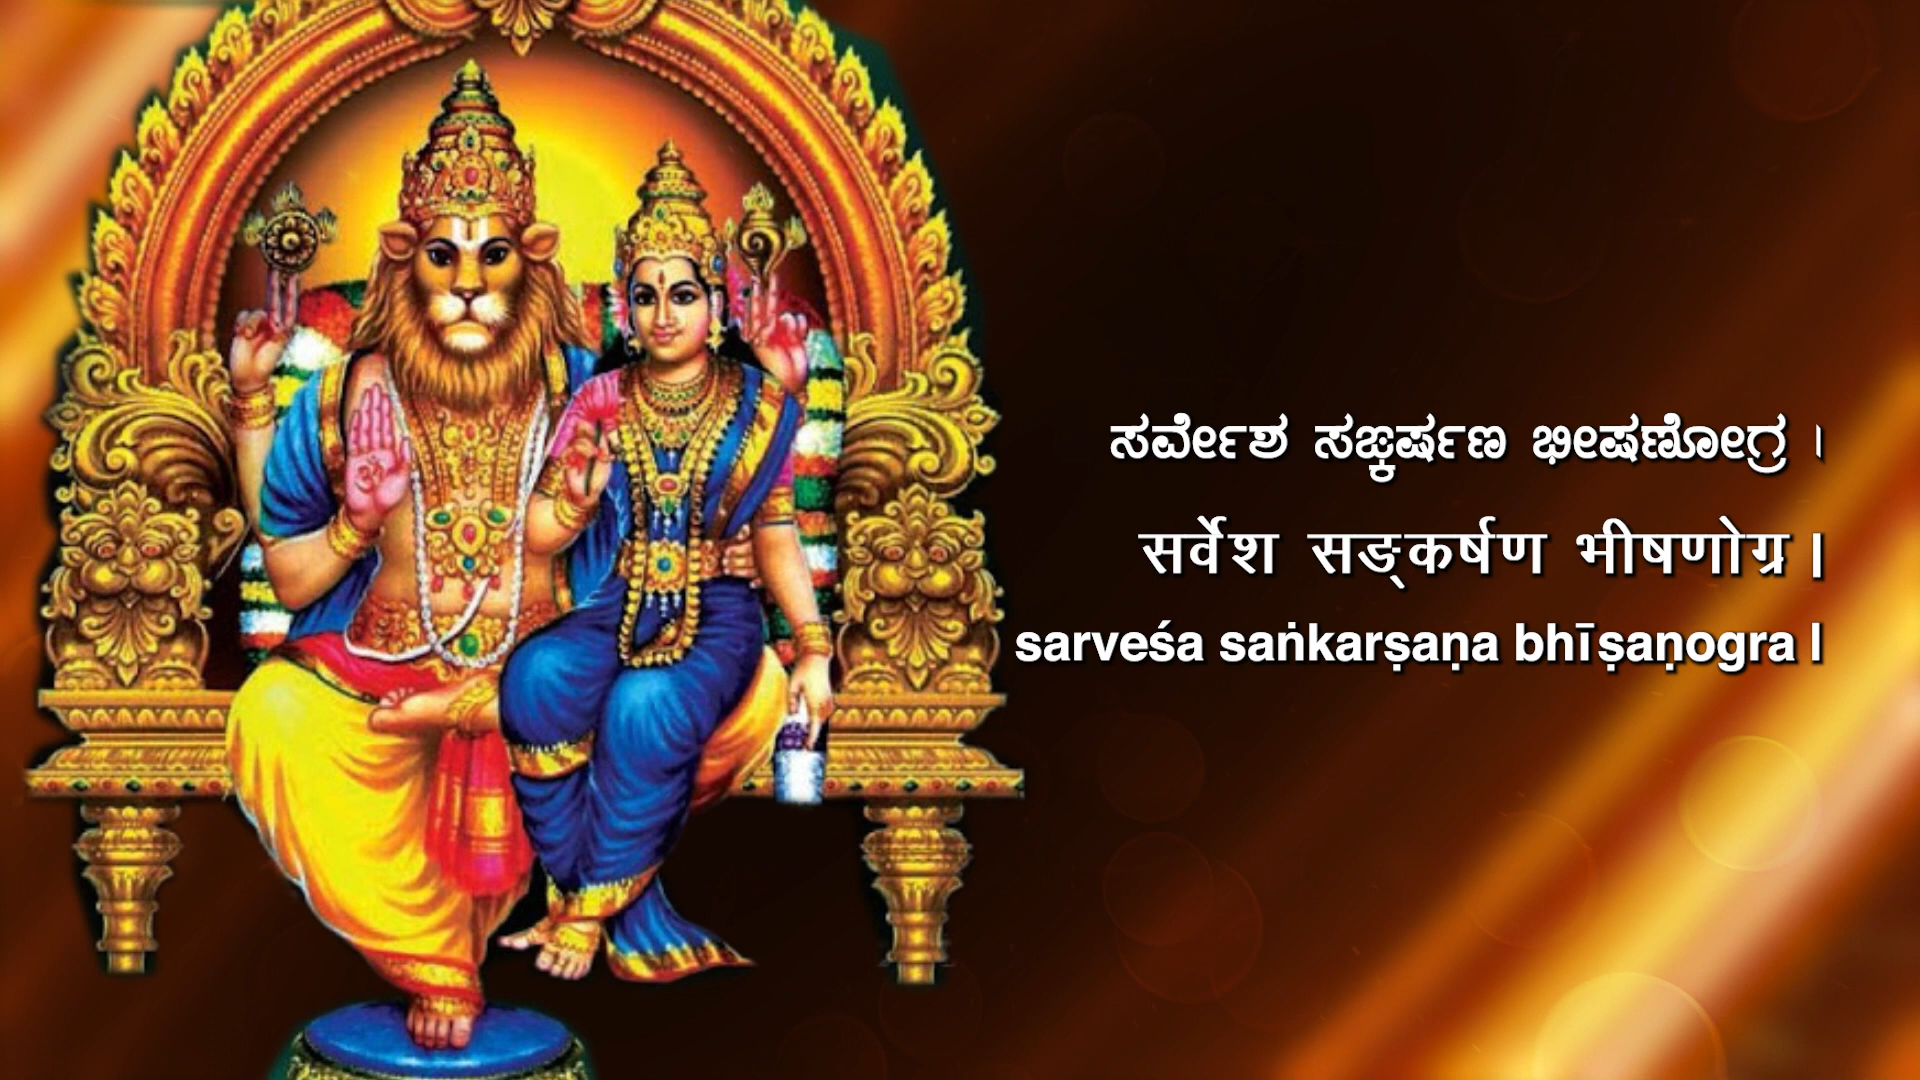 ಸರ್ವೇಶ ಸಙ್ಕರ್ಷಣ ಭೀಷಣೋಗ್ರ ।
सर्वेश सङ्कर्षण भीषणोग्र ।
sarveśa saṅkarṣaṇa bhīṣaṇogra |